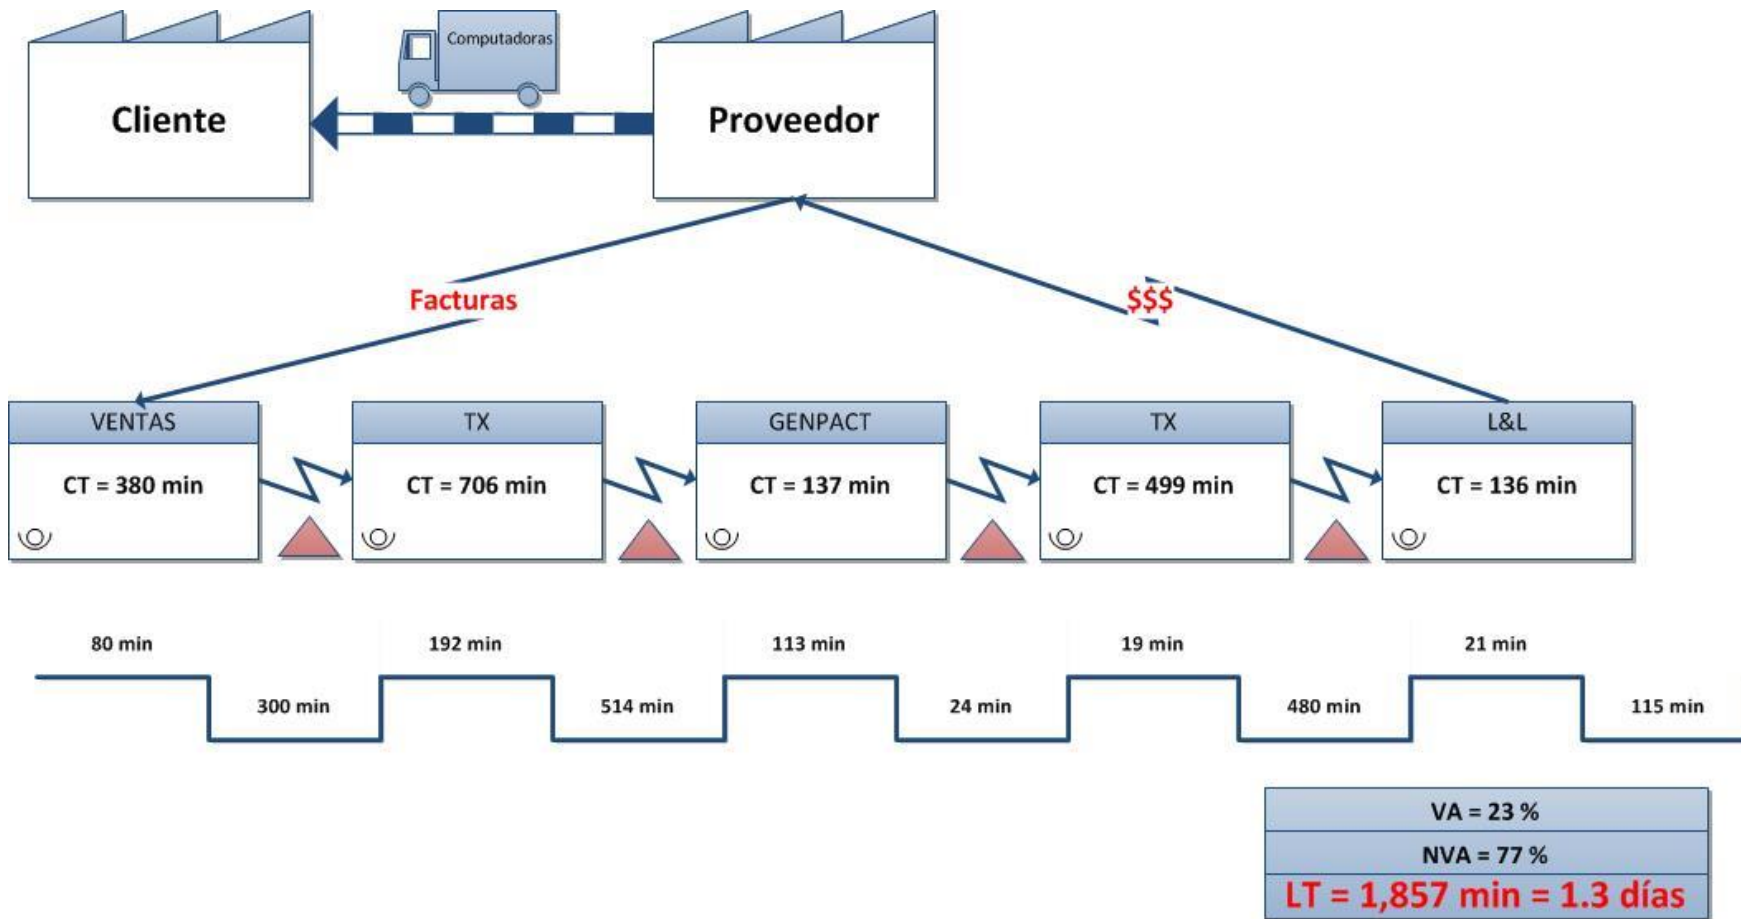 Computadoras
Cliente
Proveedor
Facturas
$$$
VENTAS
CT = 380 min
TX
CT = 706 min
GENPACT
CT = 137 min
TX
CT = 499 min
L&L
CT = 136 min
80 min
300 min
192 min
514 min
113 min
24 min
19 min
480 min
21 min
115 min
VA = 23 %
NVA = 77 %
LT = 1,857 min = 1.3 días